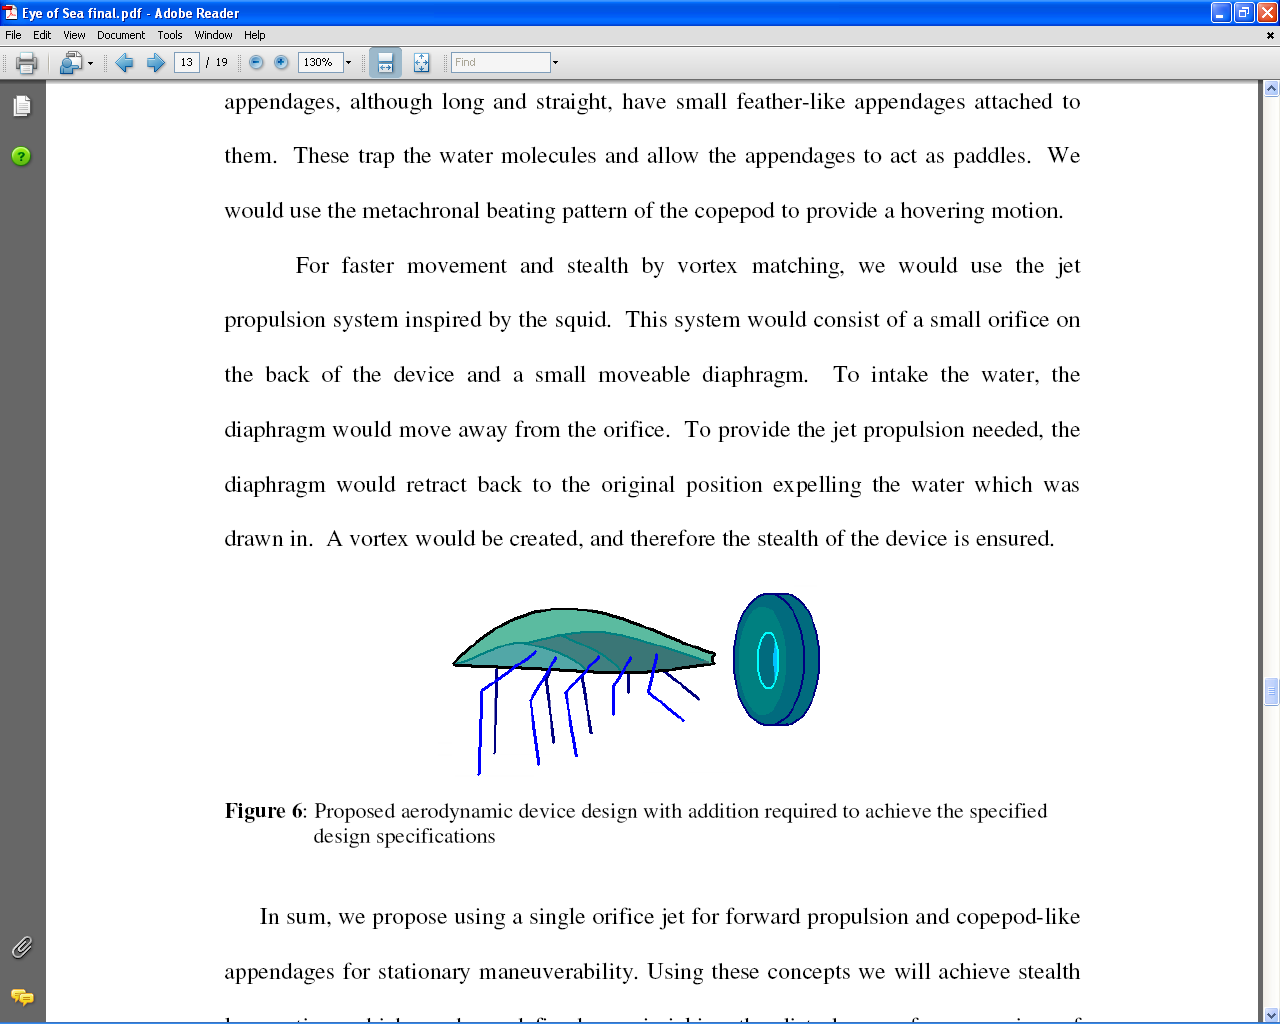 Eye of Sea final.pdf - Adobe Reader
File Edit View Document Tools Window Help
13 / 19 130% Find
appendages, although long and straight, have small feather-like appendages attached to
them. These trap the water molecules and allow the appendages to act as paddles. We
would use the metachronal beating pattern of the copepod to provide a hovering motion.
For faster movement and stealth by vortex matching, we would use the jet
propulsion system inspired by the squid. This system would consist of a small orifice on
the back of the device and a small moveable diaphragm. To intake the water, the
diaphragm would move away from the orifice. To provide the jet propulsion needed, the
diaphragm would retract back to the original position expelling the water which was
drawn in. A vortex would be created, and therefore the stealth of the device is ensured.
Figure 6: Proposed aerodynamic device design with addition required to achieve the specified
design specifications
In sum, we propose using a single orifice jet for forward propulsion and copepod-like
appendages for stationary maneuverability. Using these concepts we will achieve stealth